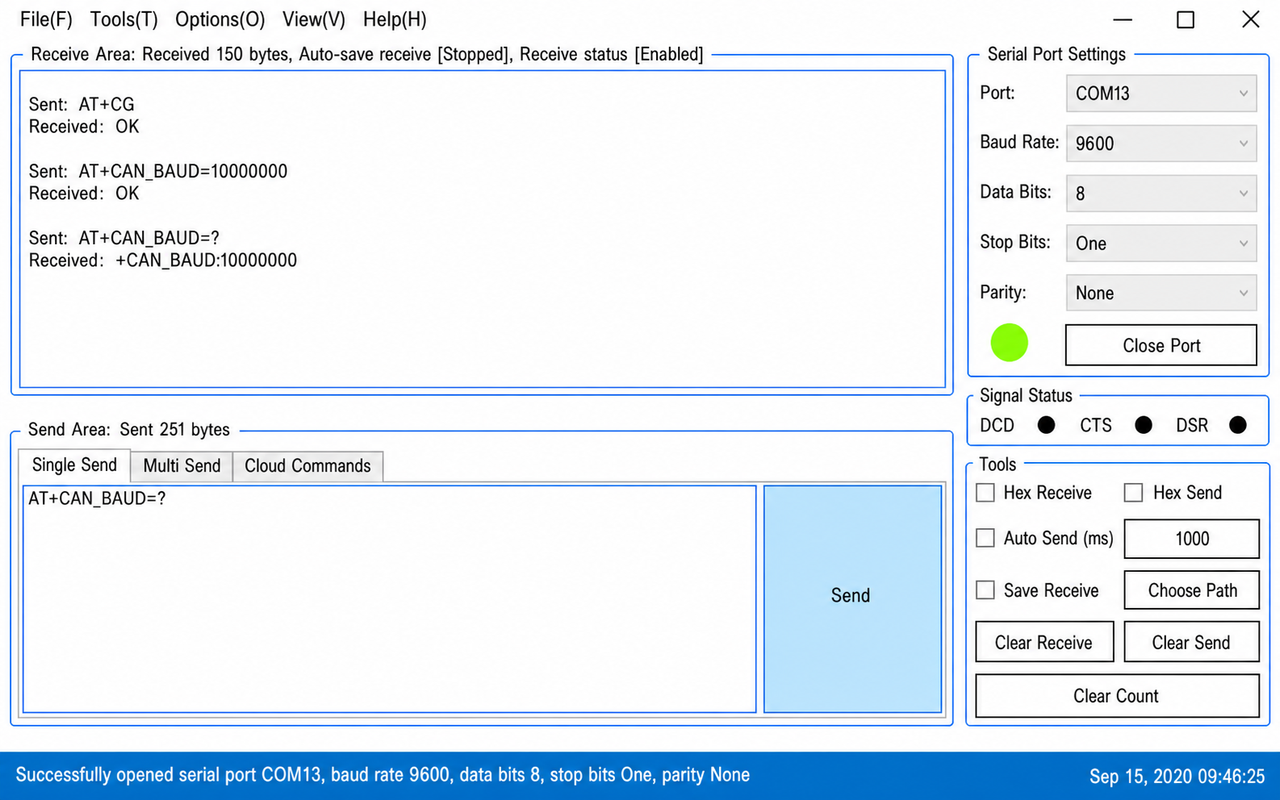 File(F) Tools(T) Options(O) View(V) Help(H)
Receive Area: Received 150 bytes, Auto-save receive [Stopped], Receive status [Enabled]
Sent: AT+CG
Received: OK
Sent: AT+CAN_BAUD=10000000
Received: OK
Sent: AT+CAN_BAUD=?
Received: +CAN_BAUD:10000000
Send Area: Sent 251 bytes
Single Send Multi Send Cloud Commands
AT+CAN_BAUD=?
Send
Serial Port Settings
Port: COM13
Baud Rate: 9600
Data Bits: 8
Stop Bits: One
Parity: None
Close Port
Signal Status
DCD CTS DSR
Tools
Hex Receive Hex Send
Auto Send (ms) 1000
Save Receive Choose Path
Clear Receive Clear Send
Clear Count
Successfully opened serial port COM13, baud rate 9600, data bits 8, stop bits One, parity None
Sep 15, 2020 09:46:25